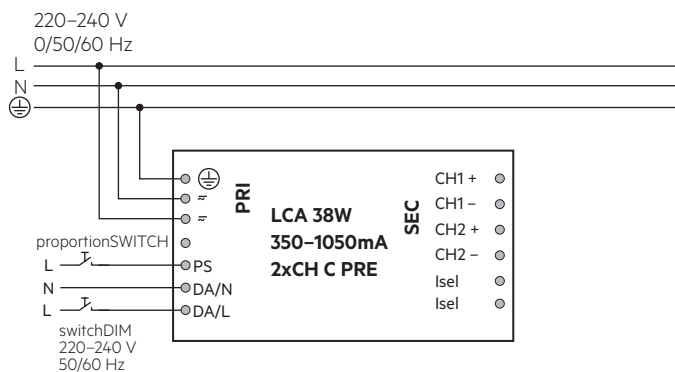 220–240 V
0/50/60 Hz
L
N
PRI
LCA 38W
350–1050mA
2xCH C PRE
SEC
CH1 +
CH1 –
CH2 +
CH2 –
Isel
Isel
proportionSWITCH
L
PS
N
DA/N
L
DA/L
switchDIM
220–240 V
50/60 Hz